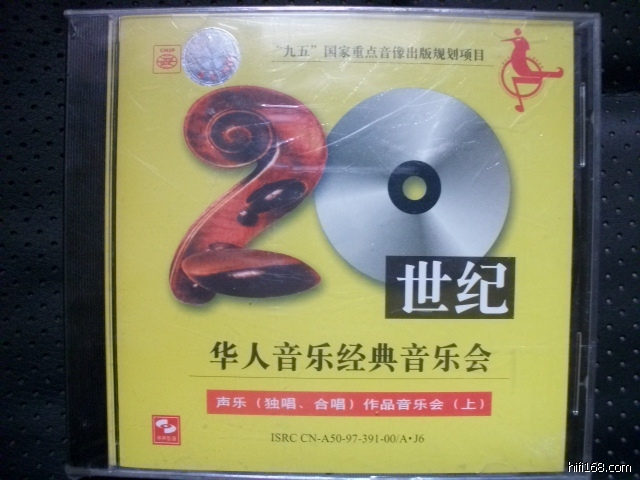 "九五"国家重点音像出版规划项目
20
世纪
华人音乐经典音乐会
声乐（独唱、合唱）作品音乐会（上）
ISRC CN-A50-97-391-00/A·J6
hifi168.com